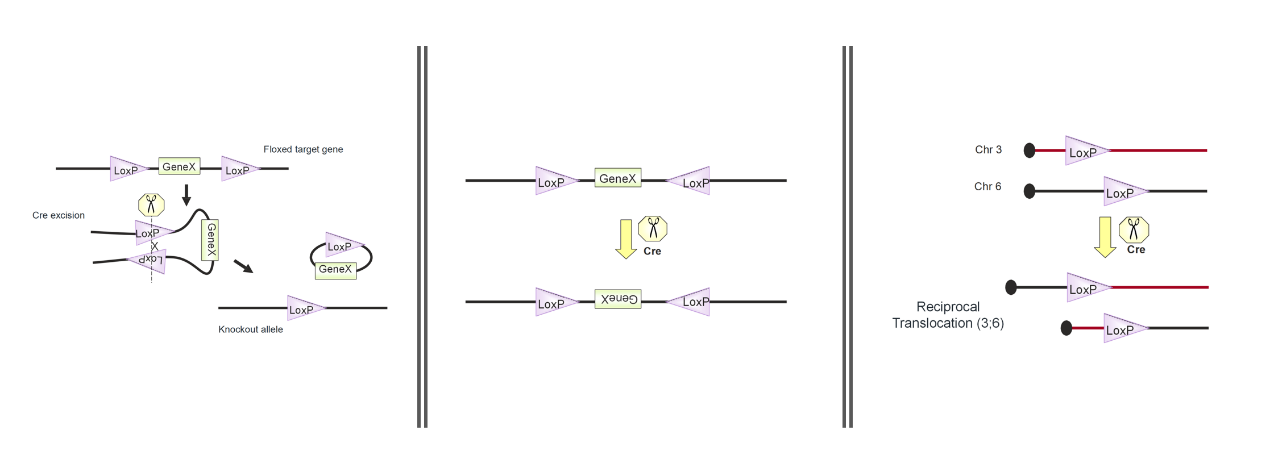 Floxed target gene
LoxP GeneX LoxP
Cre excision
LoxP
X
LoxP
GeneX
LoxP
GeneX
LoxP
Knockout allele
LoxP GeneX LoxP
Cre
LoxP GeneX LoxP
Chr 3 LoxP
Chr 6 LoxP
Cre
LoxP
Reciprocal
Translocation (3;6)
LoxP